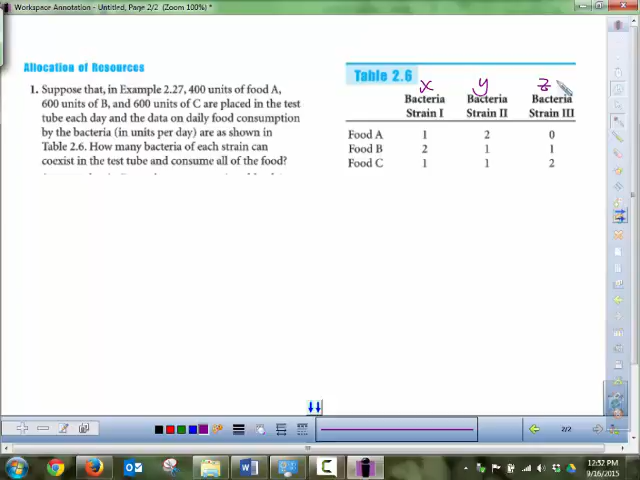 Workspace Annotation - Untitled, Page 2/2 (Zoom 100%) *
Allocation of Resources
1. Suppose that, in Example 2.27, 400 units of food A,
600 units of B, and 600 units of C are placed in the test
tube each day and the data on daily food consumption
by the bacteria (in units per day) are as shown in
Table 2.6. How many bacteria of each strain can
coexist in the test tube and consume all of the food?
Table 2.6
x y z
Bacteria Bacteria Bacteria
Strain I Strain II Strain III
Food A 1 2 0
Food B 2 1 1
Food C 1 1 2
2/2
12:52 PM
9/16/2015